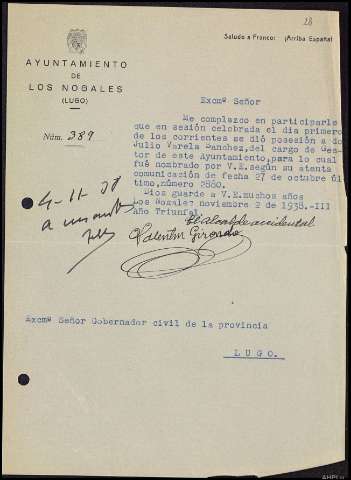 28
Saludo a Franco: ¡Arriba España!
AYUNTAMIENTO
DE
LOS NOGALES
(LUGO)
Núm. 389
Excmº Señor
Me complazco en participarle
que en sesión celebrada el dia primero
de los corrientes se dió posesión a do
Julio Varela Sanchez, del cargo de Ges-
tor de este Ayuntamiento, para lo cual
fué nombrado por V.E. según su atenta
comunicación de fecha 27 de octubre úl
timo, número 2880.
Dios guarde a V.E. muchos años
Los Nogales noviembre 2 de 1938.-III
Año Triunfal.
El Alcalde accidental
Valentin
4-11-38
a
Excmº Señor Gobernador civil de la provincia
LUGO.